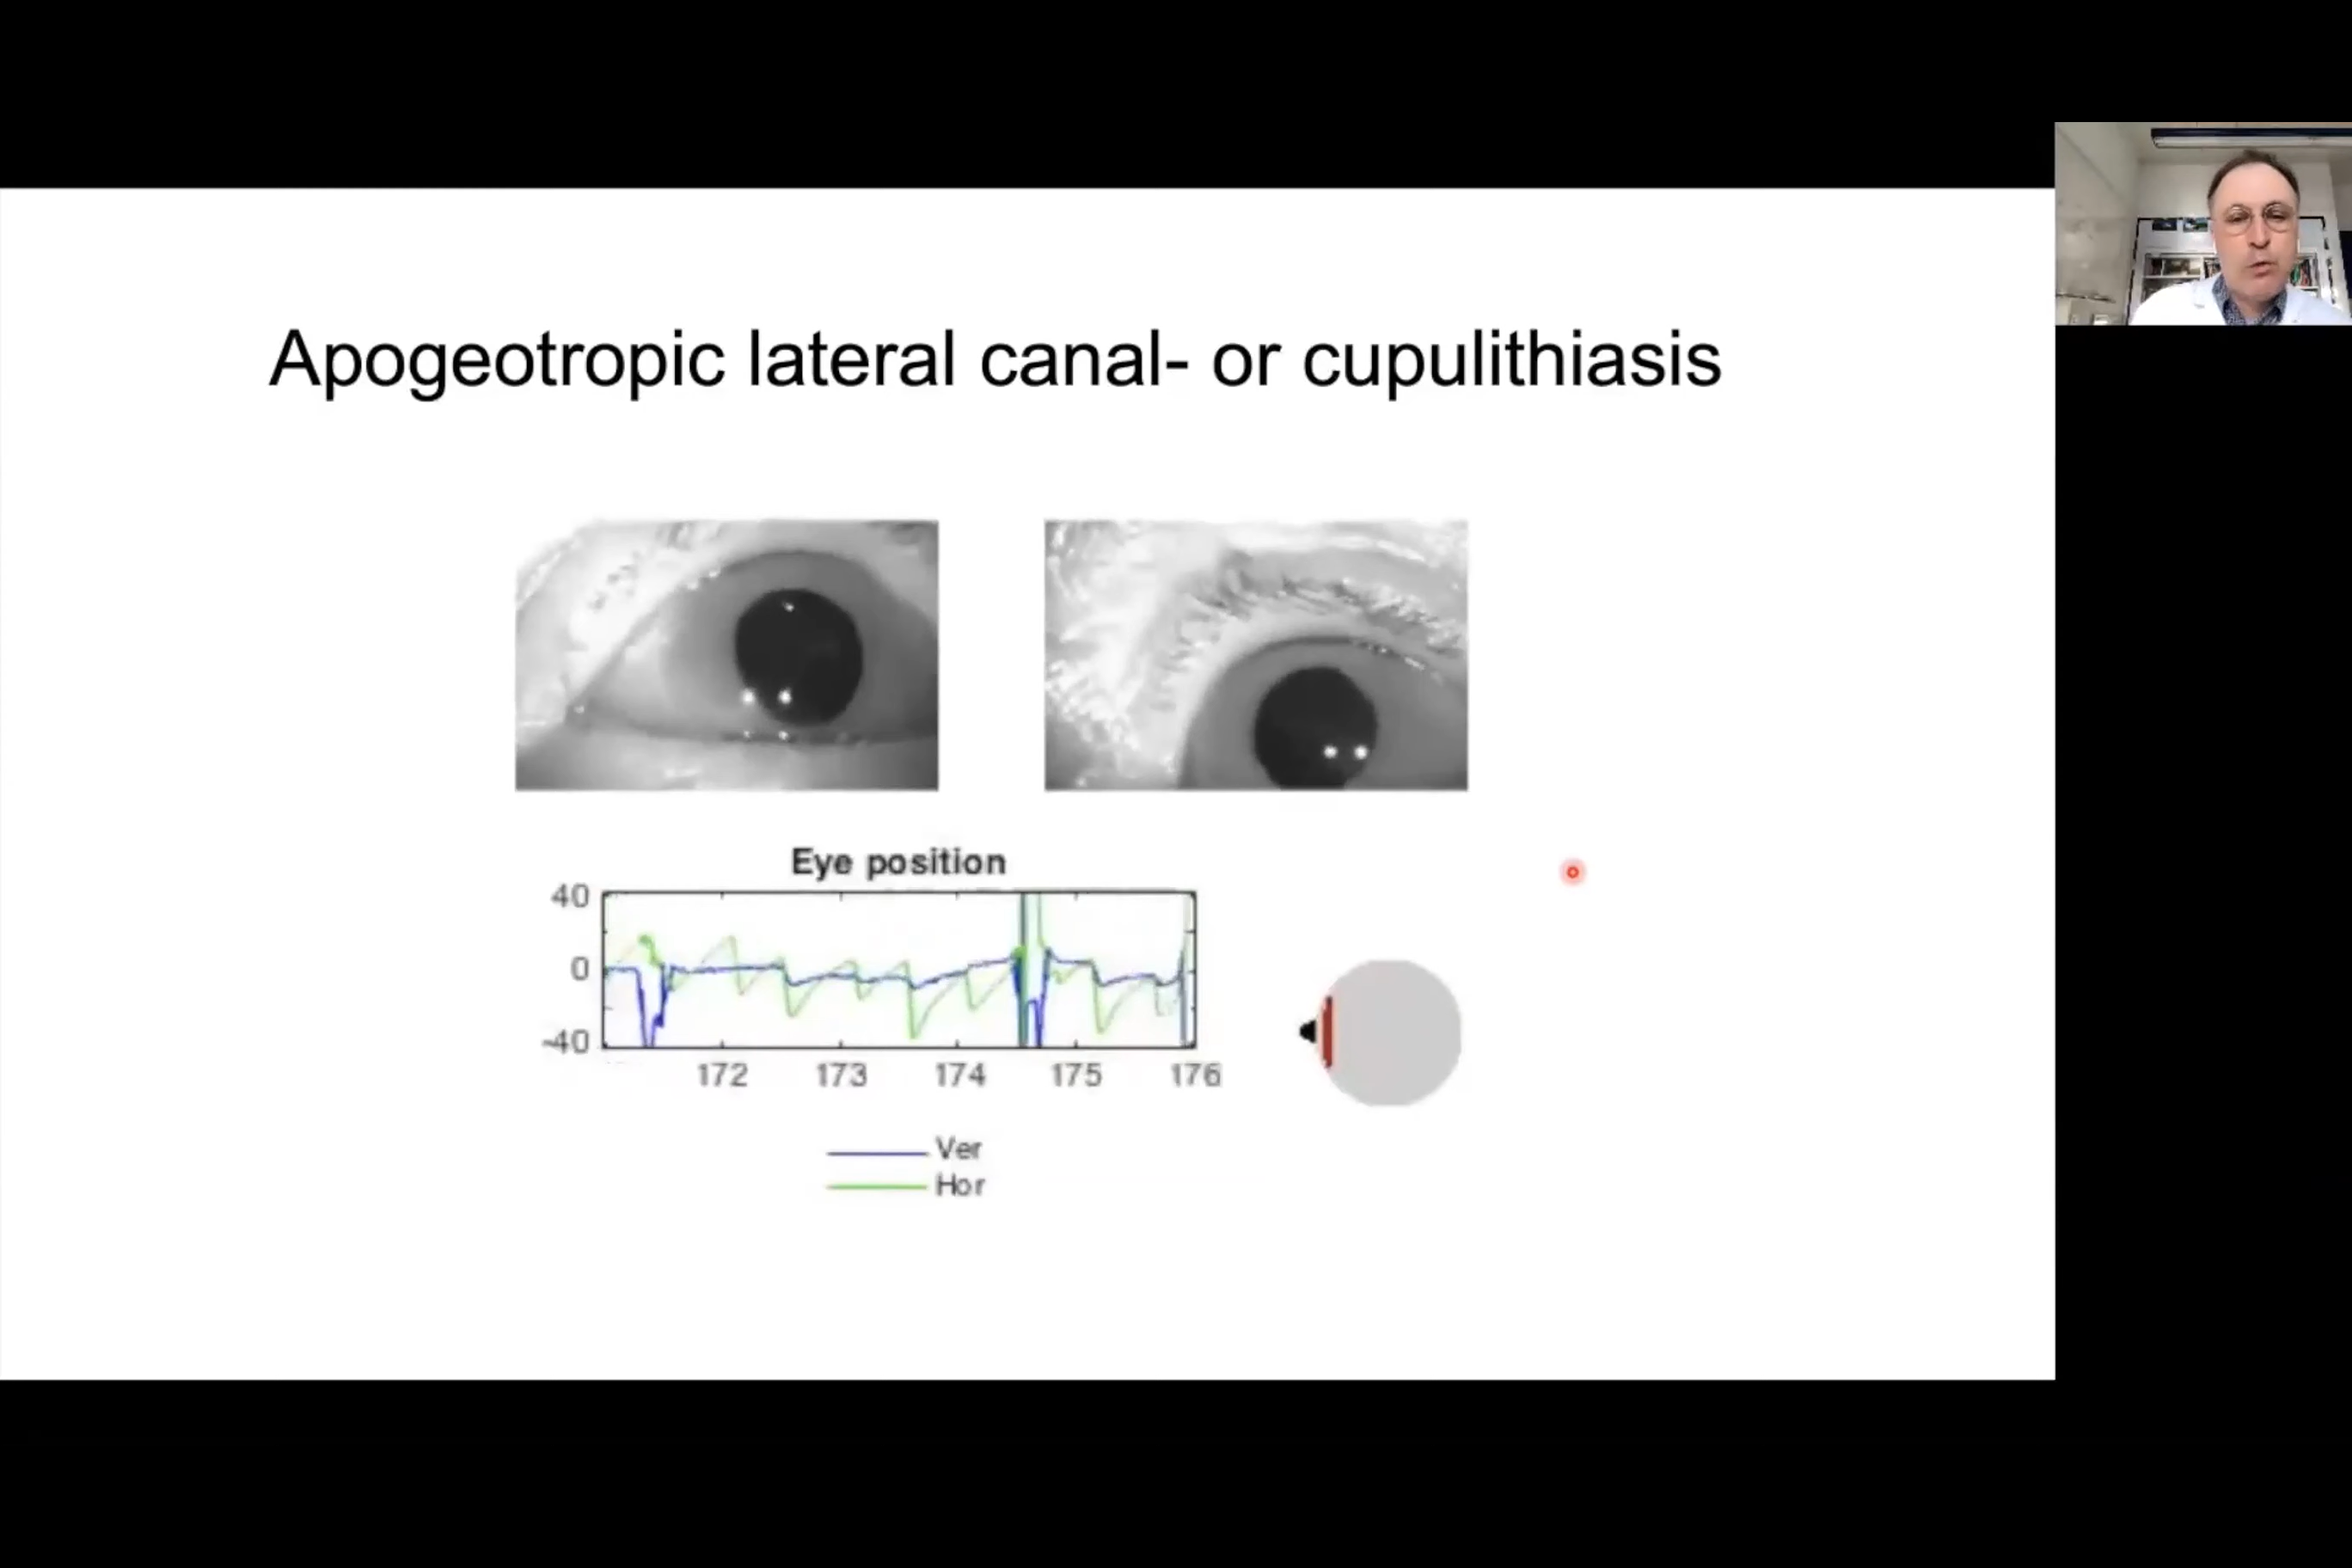 Apogeotropic lateral canal- or cupulithiasis
Eye position
40
0
-40
172 173 174 175 176
Ver
Hor